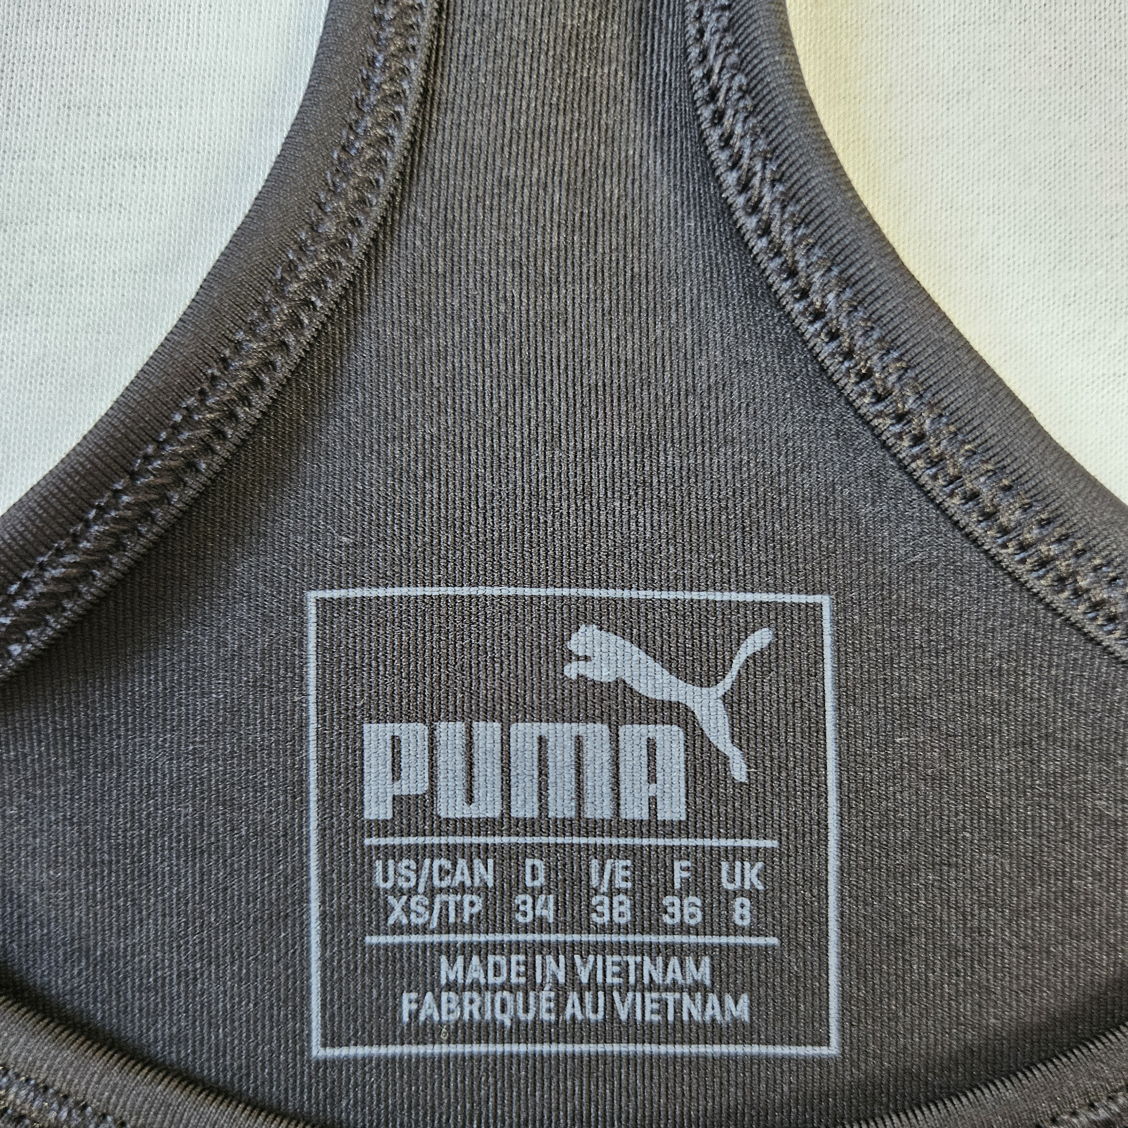 PUMA
US/CAN D I/E F UK
XS/TP 34 38 36 8
MADE IN VIETNAM
FABRIQUÉ AU VIETNAM